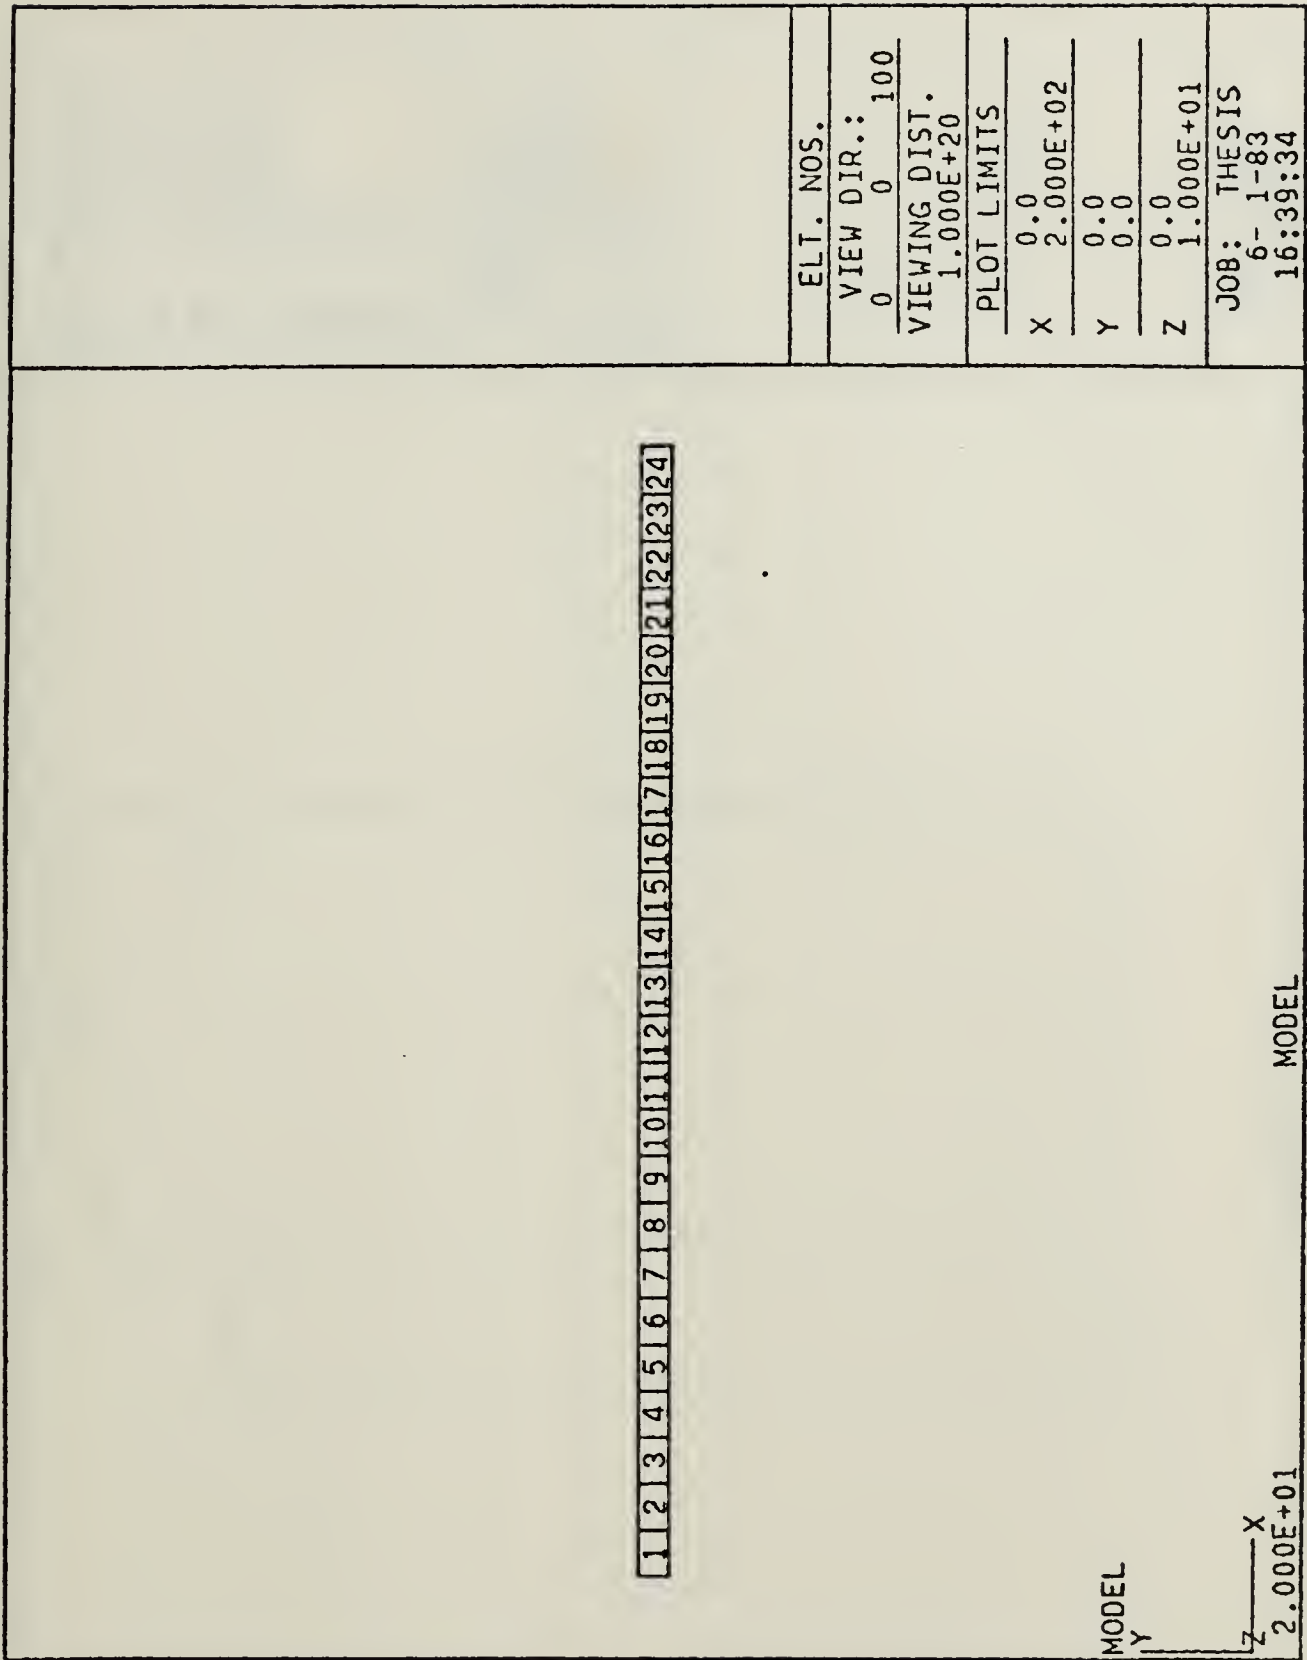 1 2 3 4 5 6 7 8 9 10 11 12 13 14 15 16 17 18 19 20 21 22 23 24
MODEL
Y
Z X
2.000E+01
MODEL
ELT. NOS.
VIEW DIR.:
0 0 100
VIEWING DIST.
1.000E+20
PLOT LIMITS
X 0.0
2.000E+02
Y 0.0
0.0
Z 0.0
1.000E+01
JOB: THESIS
6- 1-83
16:39:34